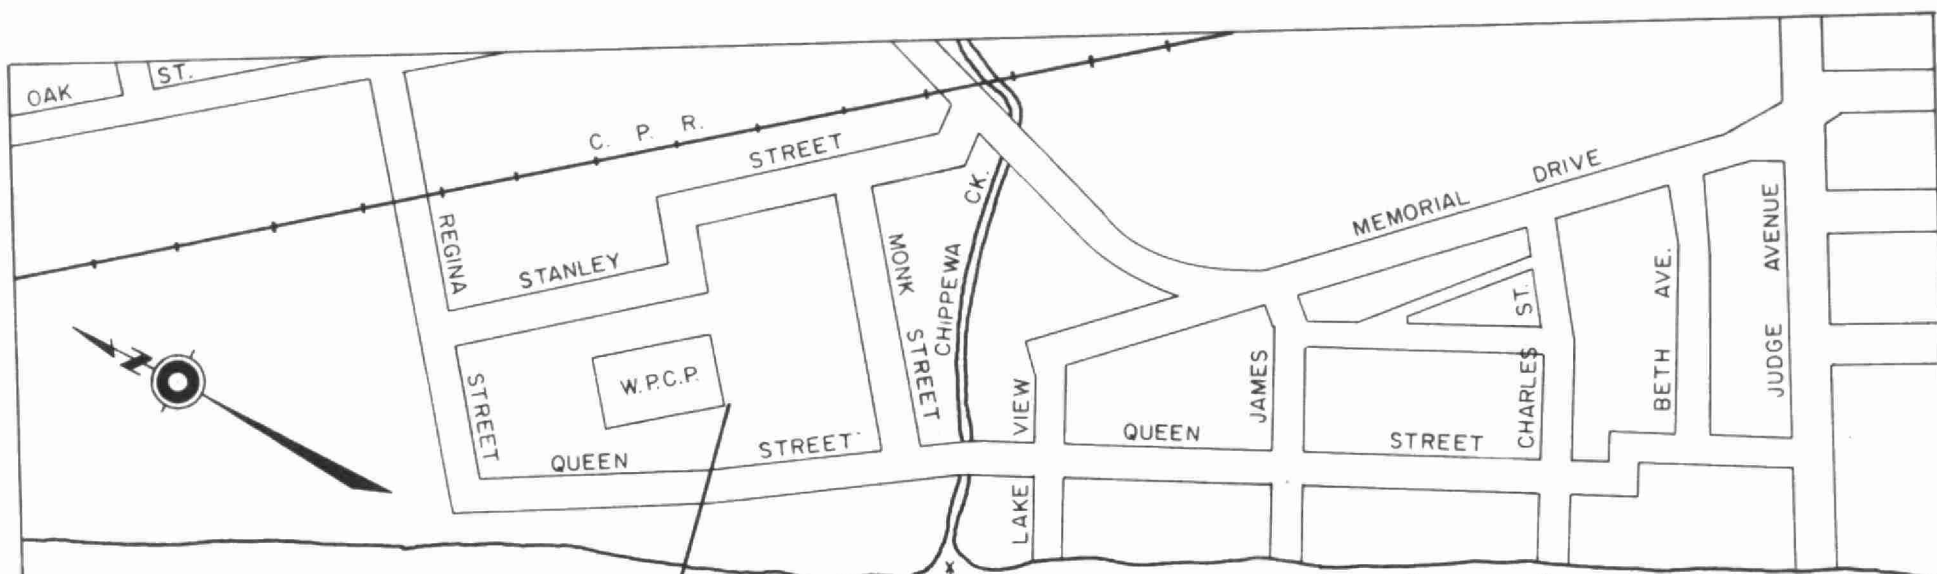 OAK
ST.
C. P. R.
STREET
DRIVE
MEMORIAL
CK.
CHIPPEWA
REGINA
STREET
STANLEY
MONK
STREET
N
W.P.C.P.
QUEEN
STREET
VIEW
LAKE
QUEEN
STREET
JAMES
CHARLES
ST.
BETH AVE.
JUDGE AVENUE
x